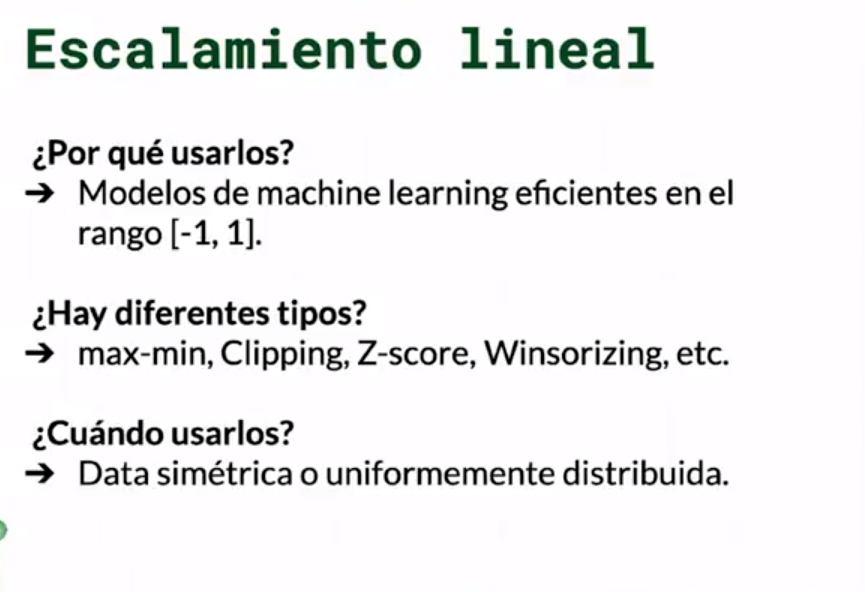 Escalamiento lineal
¿Por qué usarlos?
➔ Modelos de machine learning eficientes en el
rango [-1, 1].
¿Hay diferentes tipos?
➔ max-min, Clipping, Z-score, Winsorizing, etc.
¿Cuándo usarlos?
➔ Data simétrica o uniformemente distribuida.